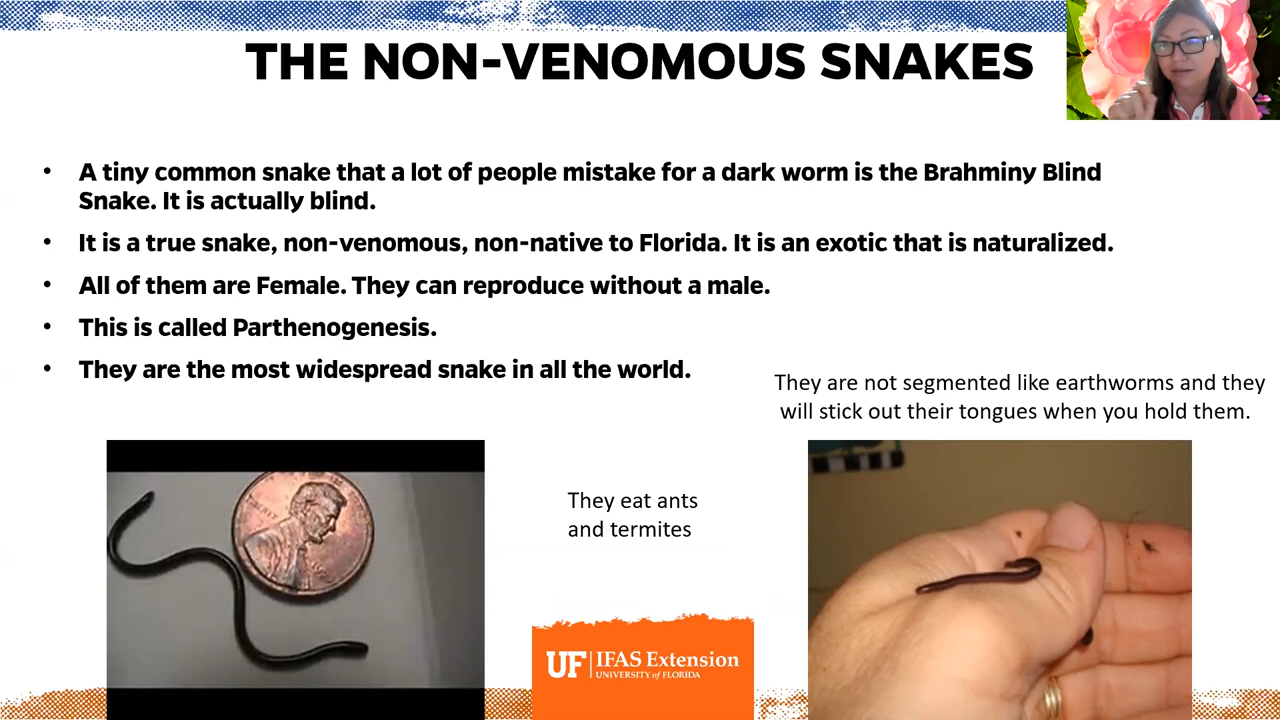 THE NON-VENOMOUS SNAKES
• A tiny common snake that a lot of people mistake for a dark worm is the Brahminy Blind
Snake. It is actually blind.
• It is a true snake, non-venomous, non-native to Florida. It is an exotic that is naturalized.
• All of them are Female. They can reproduce without a male.
• This is called Parthenogenesis.
• They are the most widespread snake in all the world.
They are not segmented like earthworms and they
will stick out their tongues when you hold them.
They eat ants
and termites
LIBERTY
UF IFAS Extension
UNIVERSITY of FLORIDA